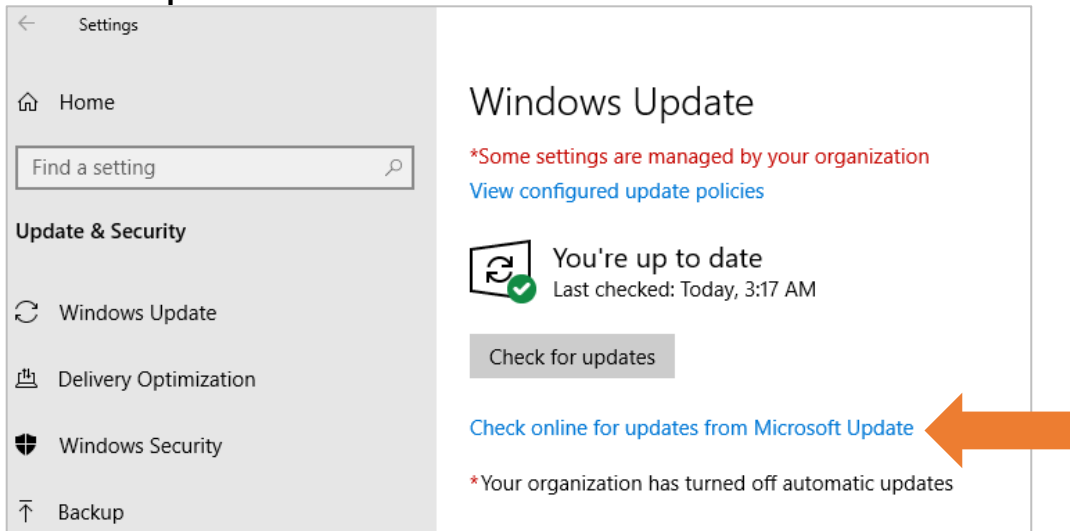 Settings
Home
Find a setting
Update & Security
Windows Update
Delivery Optimization
Windows Security
Backup
Windows Update
*Some settings are managed by your organization
View configured update policies
You're up to date
Last checked: Today, 3:17 AM
Check for updates
Check online for updates from Microsoft Update
*Your organization has turned off automatic updates